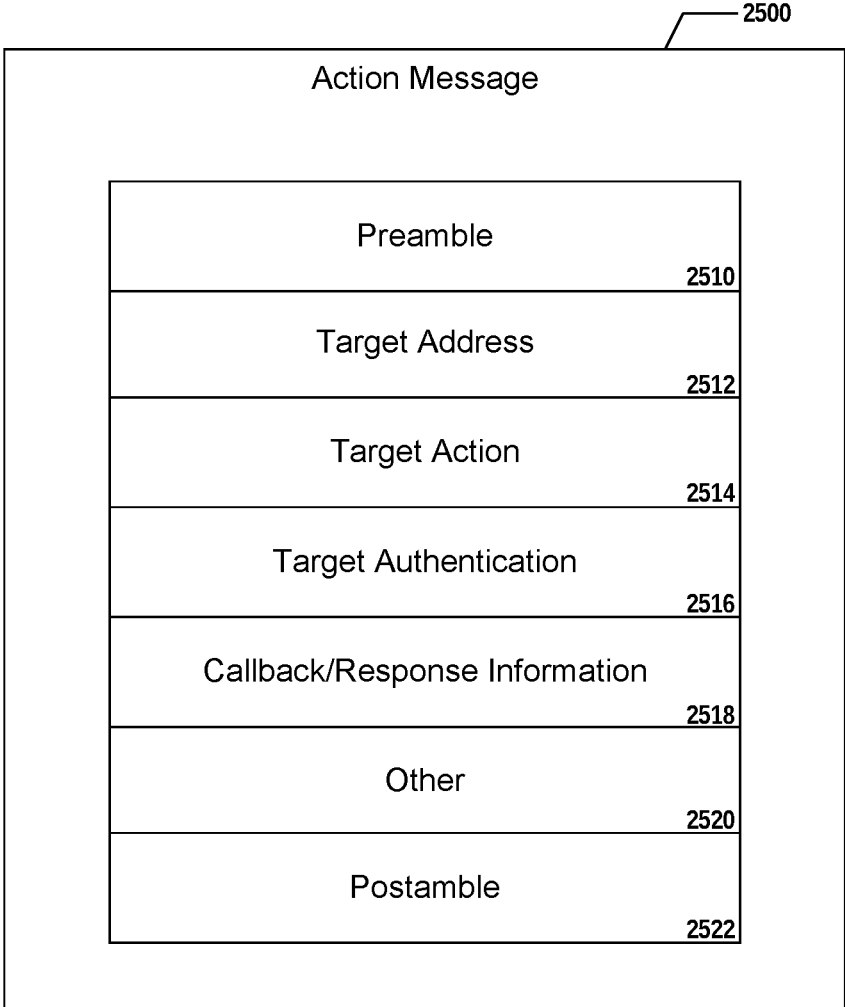 2500
Action Message
Preamble
2510
Target Address
2512
Target Action
2514
Target Authentication
2516
Callback/Response Information
2518
Other
2520
Postamble
2522